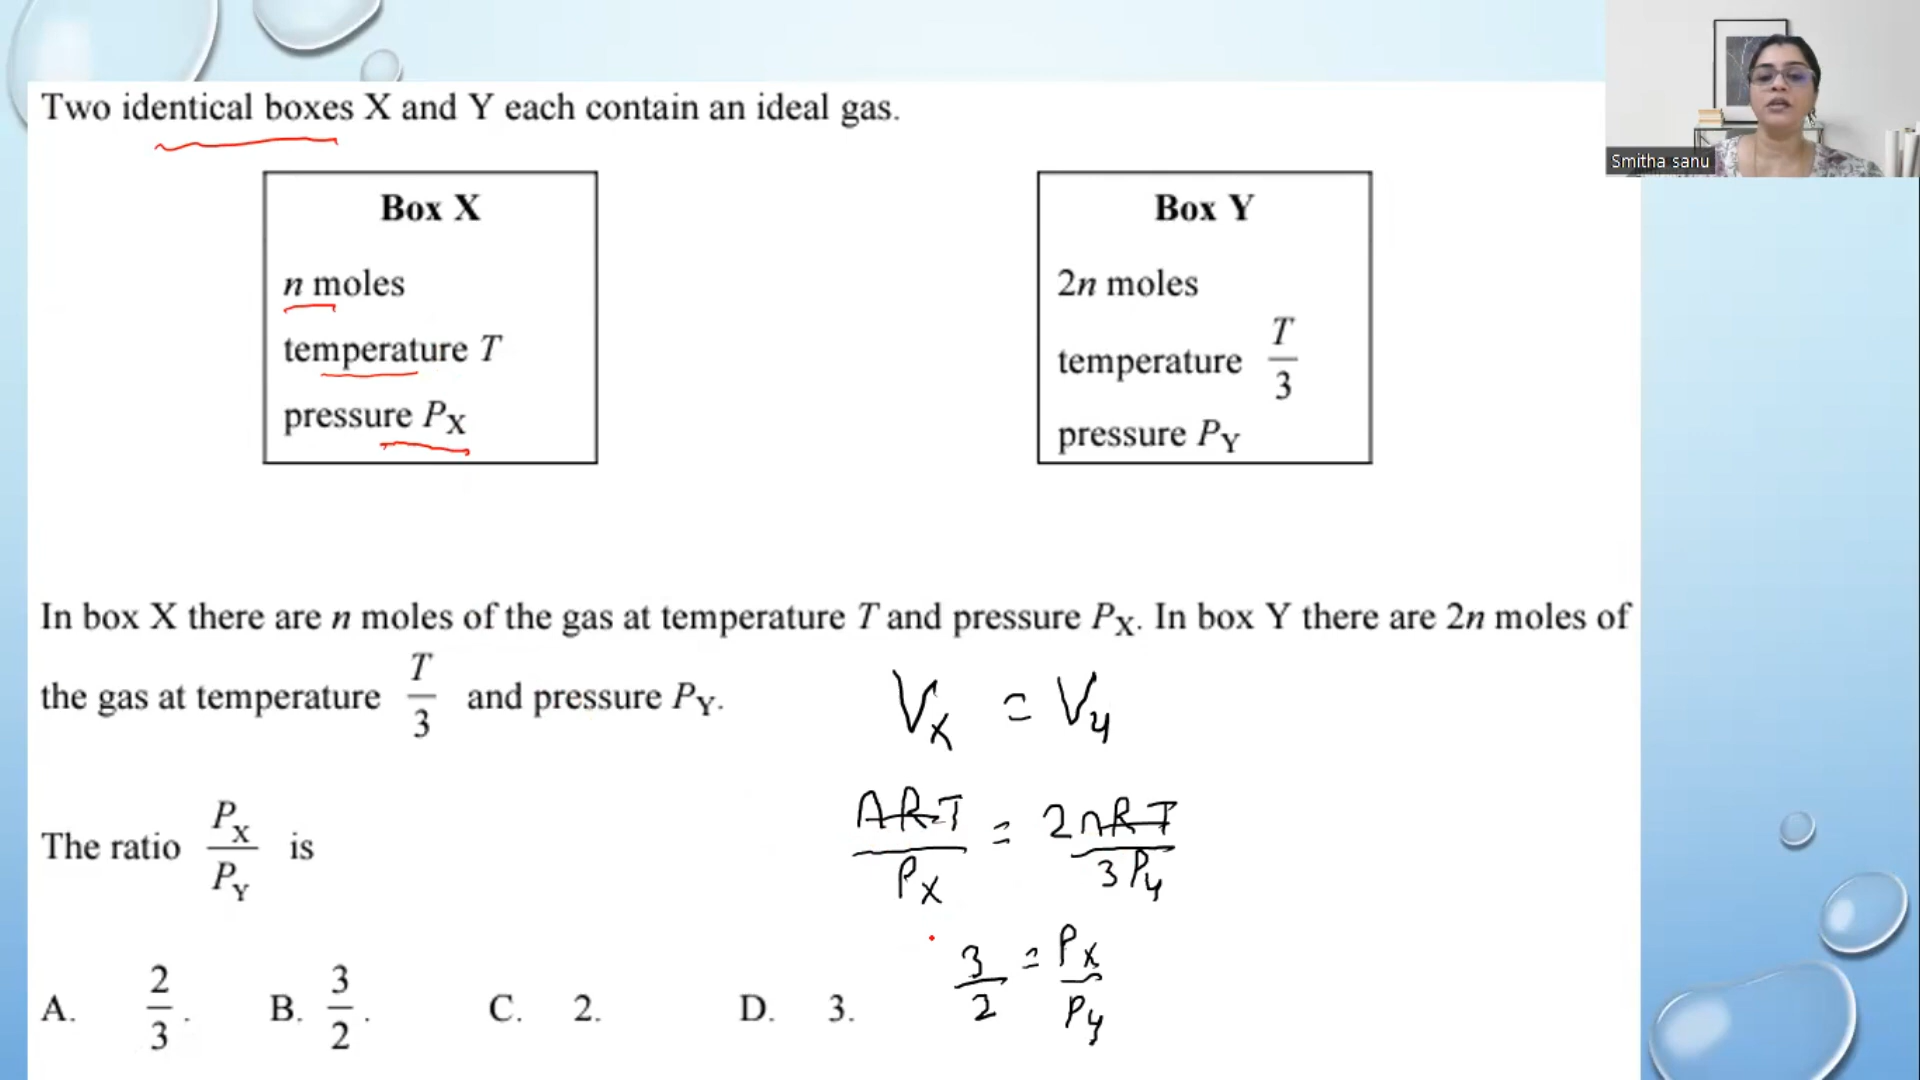 Two identical boxes X and Y each contain an ideal gas.
Smitha sanu
Box X
n moles
temperature T
pressure PX
Box Y
2n moles
temperature T/3
pressure PY
In box X there are n moles of the gas at temperature T and pressure PX. In box Y there are 2n moles of
the gas at temperature T/3 and pressure PY.
VX = Vy
The ratio PX/PY is
nRT/PX = 2nRT/3Py
3/2 = PX/Py
A. 2/3. B. 3/2. C. 2. D. 3.